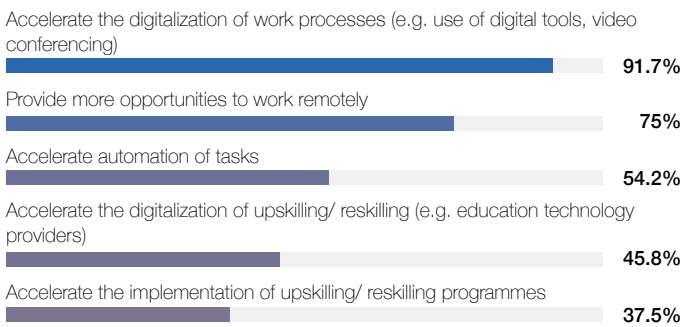 Accelerate the digitalization of work processes (e.g. use of digital tools, video
conferencing)
91.7%
Provide more opportunities to work remotely
75%
Accelerate automation of tasks
54.2%
Accelerate the digitalization of upskilling/ reskilling (e.g. education technology
providers)
45.8%
Accelerate the implementation of upskilling/ reskilling programmes
37.5%